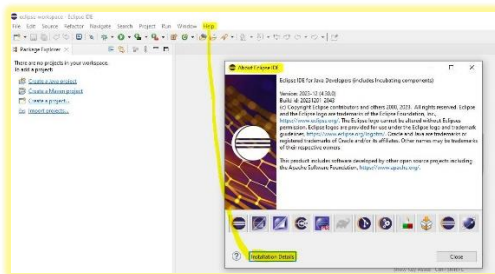 eclipse workspace - Eclipse IDE
File Edit Source Refactor Navigate Search Project Run Window Help
Package Explorer
There are no projects in your workspace.
To add a project:
Create a Java project
Create a Maven project
Create a project...
Import projects...
About Eclipse IDE
Eclipse IDE for Java Developers (includes Incubating components)
Version: 2023-12 (4.30.0)
Build id: 20231201-2043
(c) Copyright Eclipse contributors and others 2000, 2023. All rights reserved. Eclipse
and the Eclipse logo are trademarks of the Eclipse Foundation, Inc.,
https://www.eclipse.org/. The Eclipse logo cannot be altered without Eclipse's
permission. Eclipse logos are provided for use under the Eclipse logo and trademark
guidelines, https://www.eclipse.org/logotm/. Oracle and Java are trademarks or
registered trademarks of Oracle and/or its affiliates. Other names may be trademarks
of their respective owners.
This product includes software developed by other open source projects including
the Apache Software Foundation, https://www.apache.org/.
Installation Details
Close